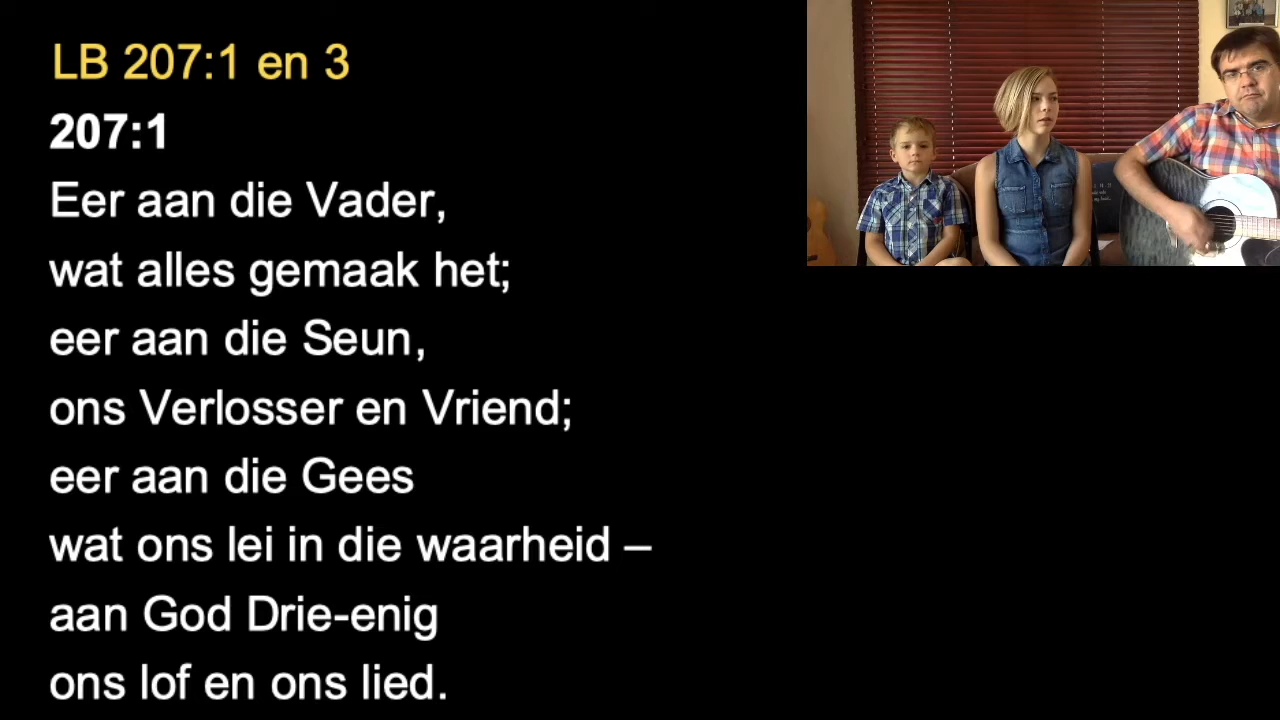 LB 207:1 en 3
207:1
Eer aan die Vader,
wat alles gemaak het;
eer aan die Seun,
ons Verlosser en Vriend;
eer aan die Gees
wat ons lei in die waarheid –
aan God Drie-enig
ons lof en ons lied.